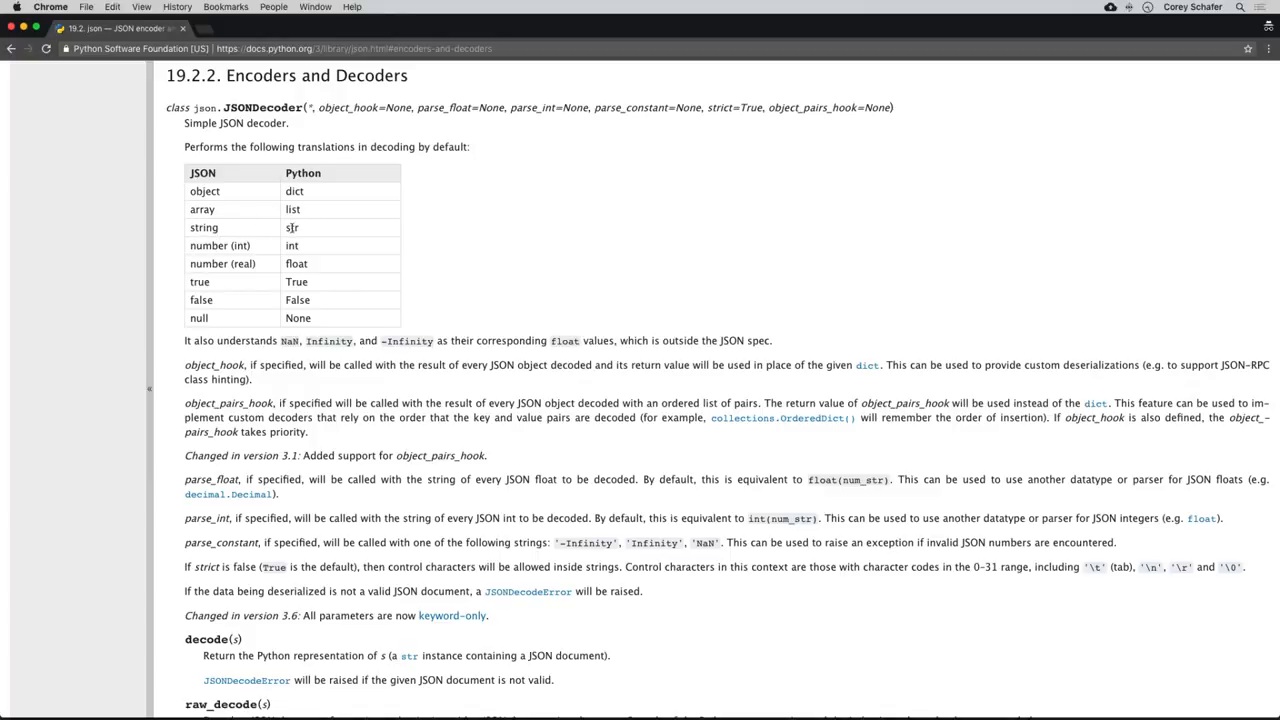 Chrome File Edit View History Bookmarks People Window Help Corey Schafer
19.2. json — JSON encoder an
Python Software Foundation [US] | https://docs.python.org/3/library/json.html#encoders-and-decoders
19.2.2. Encoders and Decoders
class json.JSONDecoder(*, object_hook=None, parse_float=None, parse_int=None, parse_constant=None, strict=True, object_pairs_hook=None)
Simple JSON decoder.
Performs the following translations in decoding by default:
JSON Python
object dict
array list
string str
number (int) int
number (real) float
true True
false False
null None
It also understands NaN, Infinity, and -Infinity as their corresponding float values, which is outside the JSON spec.
object_hook, if specified, will be called with the result of every JSON object decoded and its return value will be used in place of the given dict. This can be used to provide custom deserializations (e.g. to support JSON-RPC
class hinting).
object_pairs_hook, if specified will be called with the result of every JSON object decoded with an ordered list of pairs. The return value of object_pairs_hook will be used instead of the dict. This feature can be used to im-
plement custom decoders that rely on the order that the key and value pairs are decoded (for example, collections.OrderedDict() will remember the order of insertion). If object_hook is also defined, the object_-
pairs_hook takes priority.
Changed in version 3.1: Added support for object_pairs_hook.
parse_float, if specified, will be called with the string of every JSON float to be decoded. By default, this is equivalent to float(num_str). This can be used to use another datatype or parser for JSON floats (e.g.
decimal.Decimal).
parse_int, if specified, will be called with the string of every JSON int to be decoded. By default, this is equivalent to int(num_str). This can be used to use another datatype or parser for JSON integers (e.g. float).
parse_constant, if specified, will be called with one of the following strings: '-Infinity', 'Infinity', 'NaN'. This can be used to raise an exception if invalid JSON numbers are encountered.
If strict is false (True is the default), then control characters will be allowed inside strings. Control characters in this context are those with character codes in the 0–31 range, including '\t' (tab), '\n', '\r' and '\0'.
If the data being deserialized is not a valid JSON document, a JSONDecodeError will be raised.
Changed in version 3.6: All parameters are now keyword-only.
decode(s)
Return the Python representation of s (a str instance containing a JSON document).
JSONDecodeError will be raised if the given JSON document is not valid.
raw_decode(s)